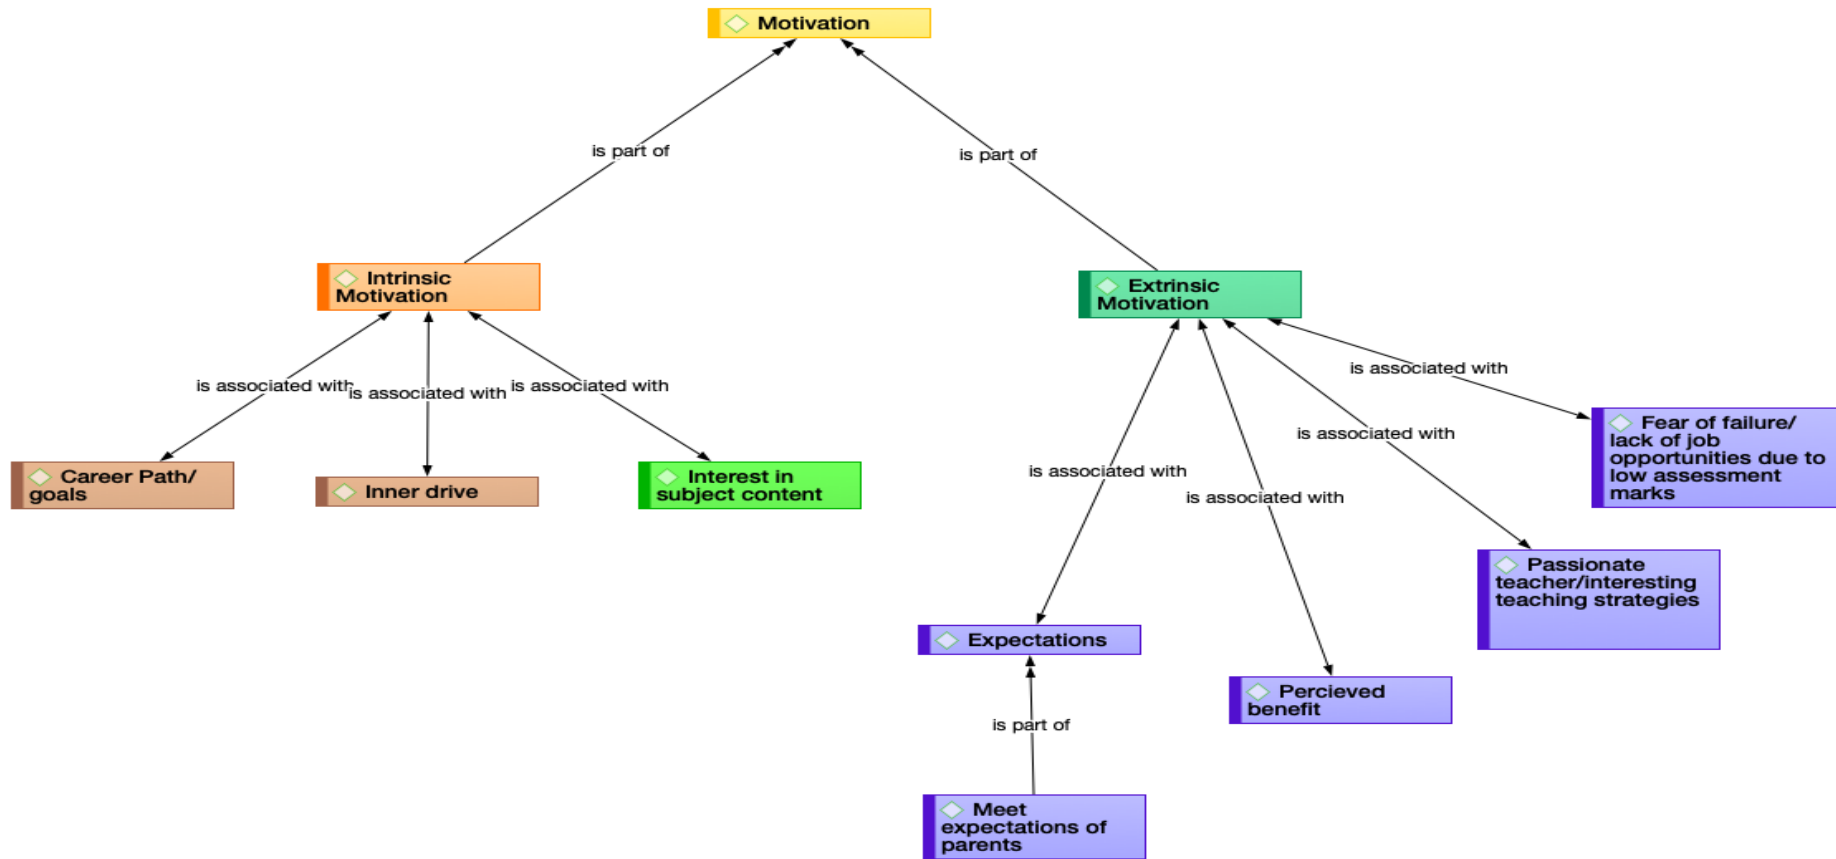 Motivation
is part of
is part of
Intrinsic
Motivation
Extrinsic
Motivation
is associated with
is associated with
is associated with
is associated with
is associated with
is associated with
is associated with
Career Path/
goals
Inner drive
Interest in
subject content
Fear of failure/
lack of job
opportunities due to
low assessment
marks
Passionate
teacher/interesting
teaching strategies
Expectations
Percieved
benefit
is part of
Meet
expectations of
parents